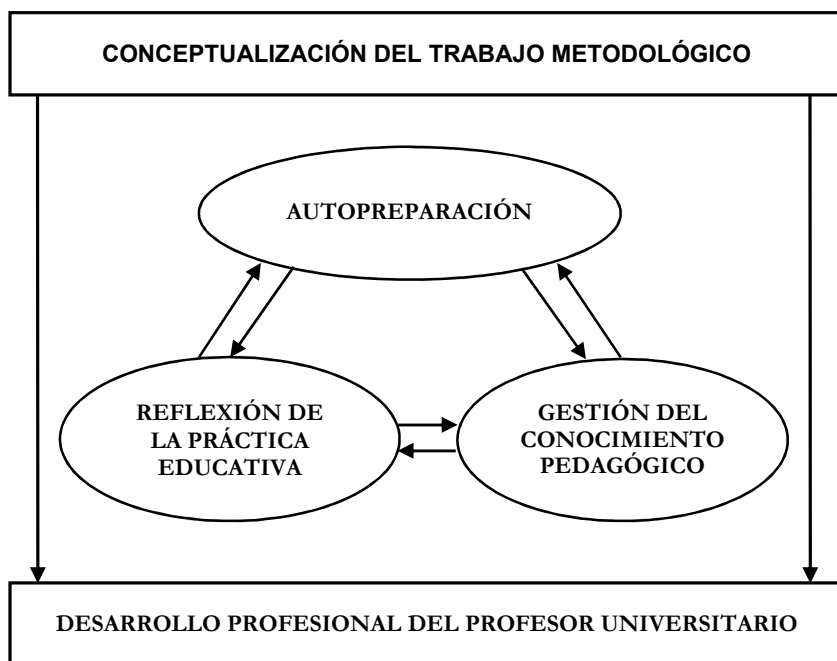 CONCEPTUALIZACIÓN DEL TRABAJO METODOLÓGICO
AUTOPREPARACIÓN
REFLEXIÓN DE
LA PRÁCTICA
EDUCATIVA
GESTIÓN DEL
CONOCIMIENTO
PEDAGÓGICO
DESARROLLO PROFESIONAL DEL PROFESOR UNIVERSITARIO